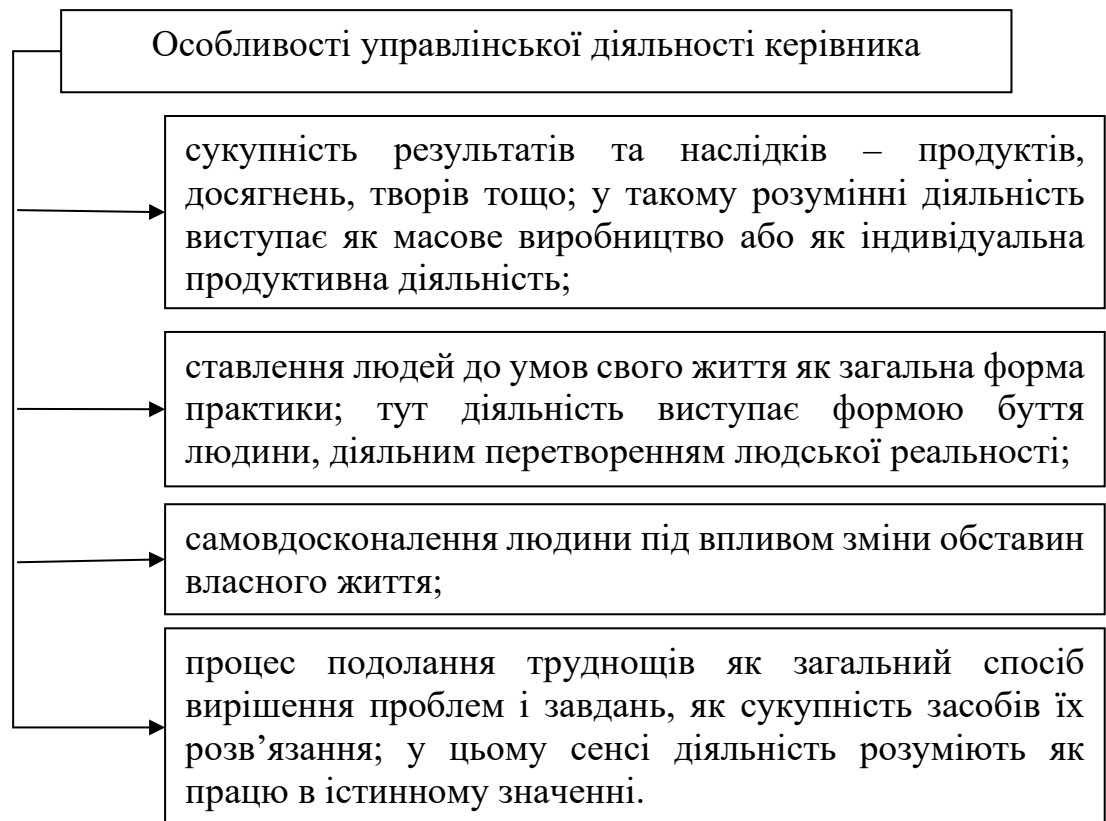 Особливості управлінської діяльності керівника
сукупність результатів та наслідків – продуктів,
досягнень, творів тощо; у такому розумінні діяльність
виступає як масове виробництво або як індивідуальна
продуктивна діяльність;
ставлення людей до умов свого життя як загальна форма
практики; тут діяльність виступає формою буття
людини, діяльним перетворенням людської реальності;
самовдосконалення людини під впливом зміни обставин
власного життя;
процес подолання труднощів як загальний спосіб
вирішення проблем і завдань, як сукупність засобів їх
розв’язання; у цьому сенсі діяльність розуміють як
працю в істинному значенні.